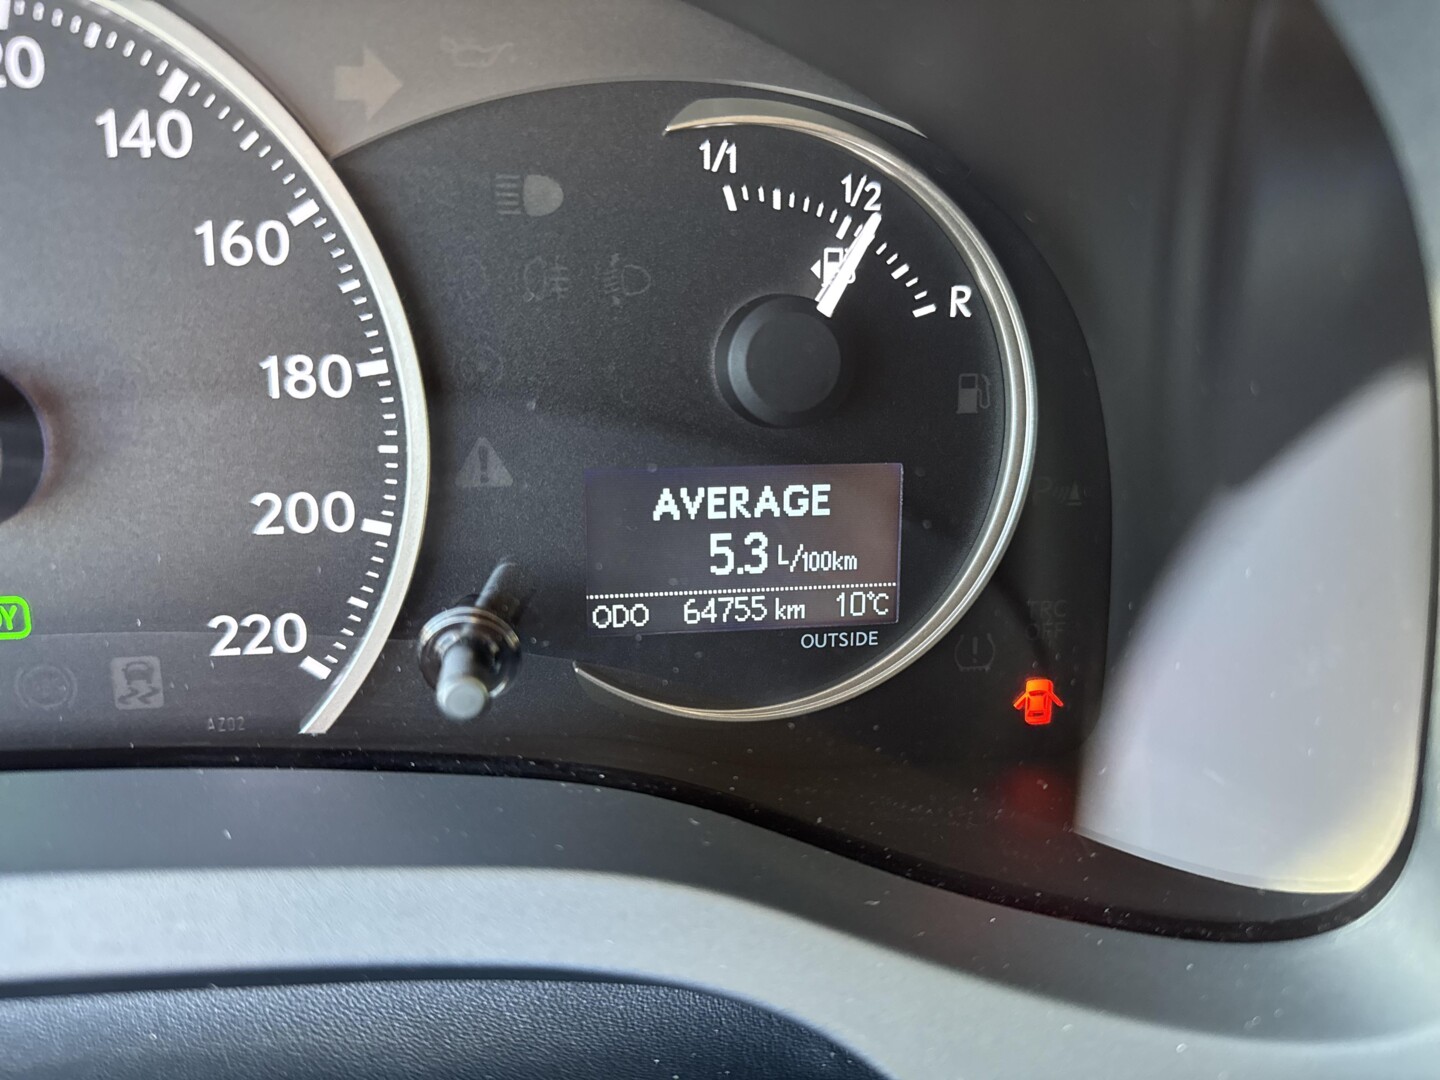 20
140
160
180
200
220
1/1
1/2
R
AVERAGE
5.3 L/100km
ODO 64755 km 10°C
OUTSIDE
TRC
OFF
AZ02